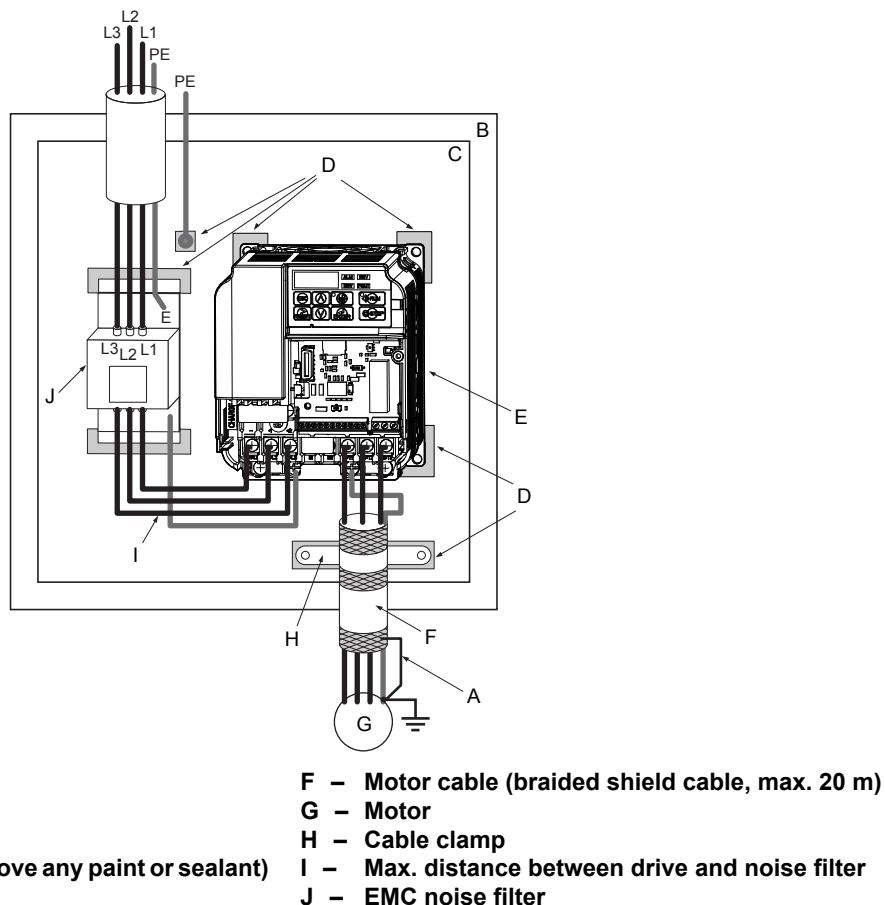 L2
L3 L1
PE
PE
B
C
D
E
L3 L2 L1
J
E
D
I
H
F
A
G
F – Motor cable (braided shield cable, max. 20 m)
G – Motor
H – Cable clamp
ove any paint or sealant) I – Max. distance between drive and noise filter
J – EMC noise filter